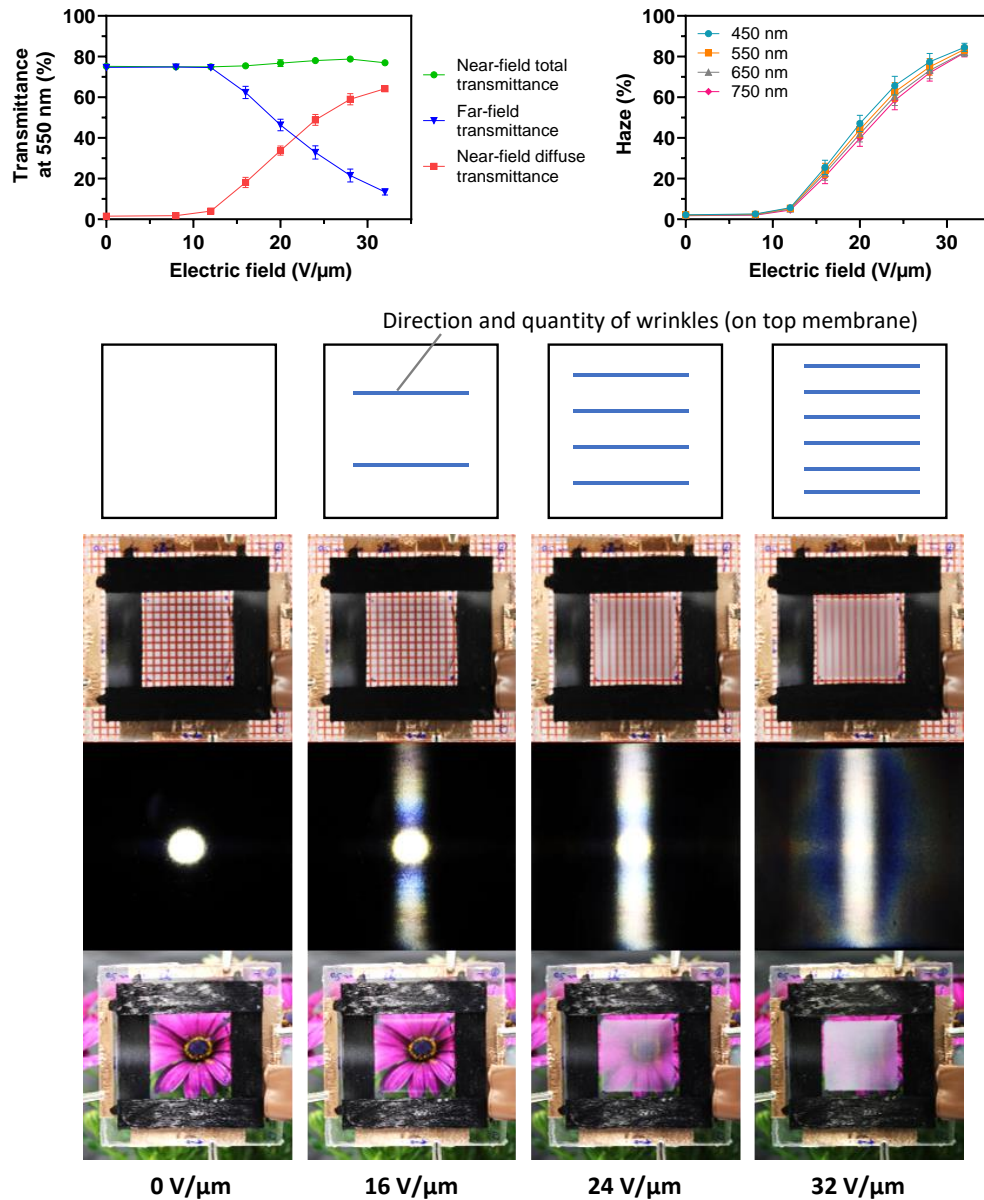 100
80
60
40
20
0
Transmittance
at 550 nm (%)
0
10
20
30
Electric field (V/µm)
Near-field total
transmittance
Far-field
transmittance
Near-field diffuse
transmittance
100
80
60
40
20
0
Haze (%)
450 nm
550 nm
650 nm
750 nm
0
10
20
30
Electric field (V/µm)
Direction and quantity of wrinkles (on top membrane)
0 V/µm
16 V/µm
24 V/µm
32 V/µm